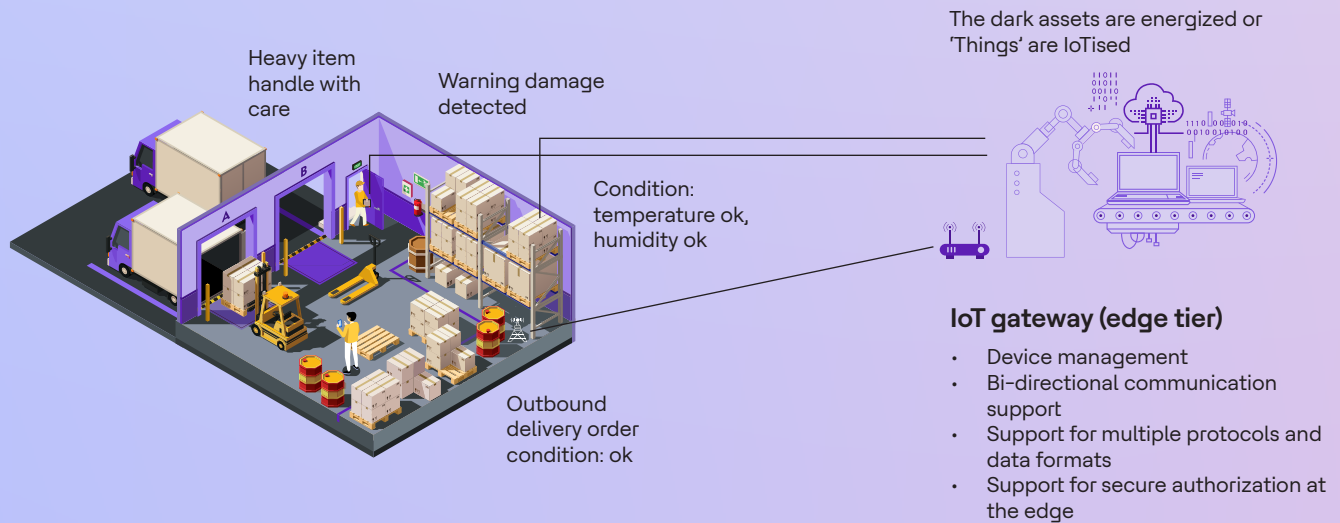 The dark assets are energized or
‘Things’ are IoTised
Heavy item
handle with
care
Warning damage
detected
Condition:
temperature ok,
humidity ok
A
B
Outbound
delivery order
condition: ok
IoT gateway (edge tier)
• Device management
• Bi-directional communication
support
• Support for multiple protocols and
data formats
• Support for secure authorization at
the edge